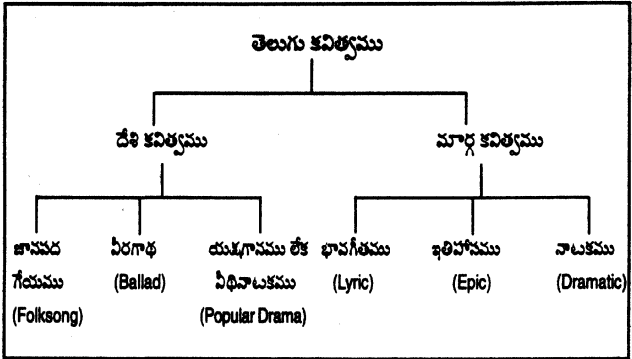 తెలుగు కవిత్వము
దేశి కవిత్వము
మార్గ కవిత్వము
జానపద
గేయము
(Folksong)
వీరగాథ
(Ballad)
యక్షగానము లేక
వీథినాటకము
(Popular Drama)
భావగీతము
(Lyric)
ఇతిహాసము
(Epic)
నాటకము
(Dramatic)